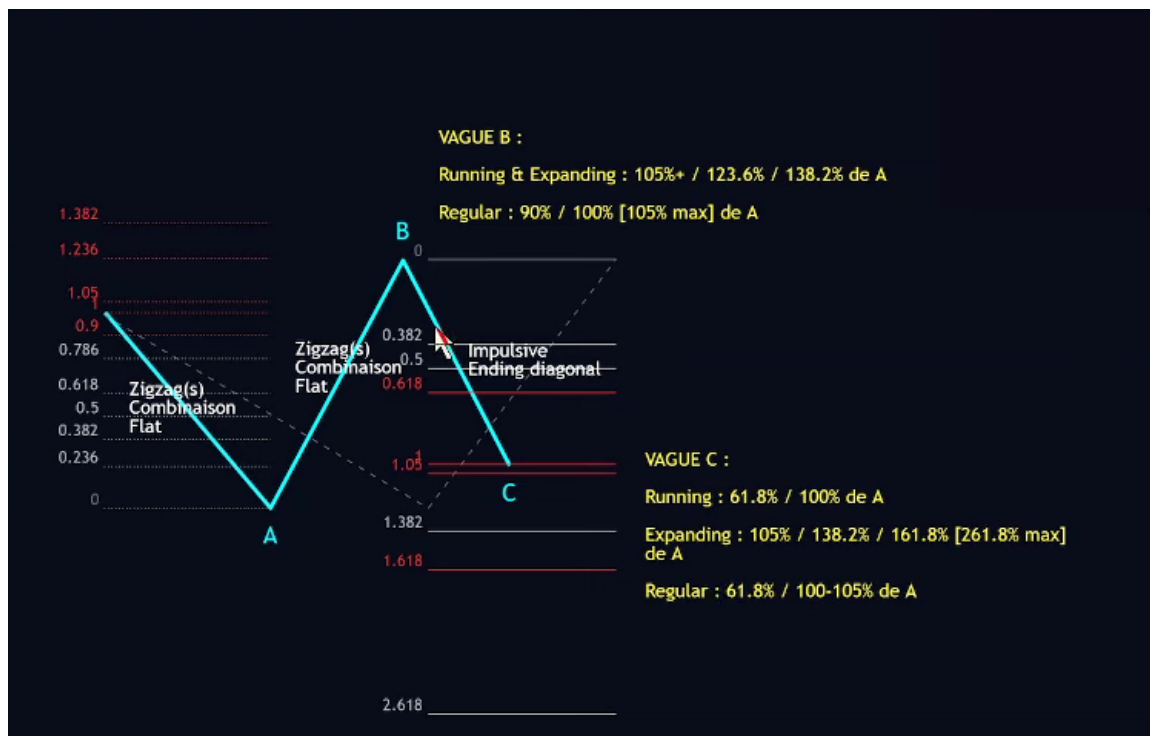 VAGUE B :
Running & Expanding : 105%+ / 123.6% / 138.2% de A
Regular : 90% / 100% [105% max] de A
1.382
1.236
1.05
1
0.9
0.786
0.618
0.5
0.382
0.236
0
Zigzag(s)
Combinaison
Flat
A
B
Zigzag(s)
Combinaison
Flat
0
0.382
0.5
0.618
1
1.05
1.382
1.618
2.618
Impulsive
Ending diagonal
C
VAGUE C :
Running : 61.8% / 100% de A
Expanding : 105% / 138.2% / 161.8% [261.8% max]
de A
Regular : 61.8% / 100-105% de A